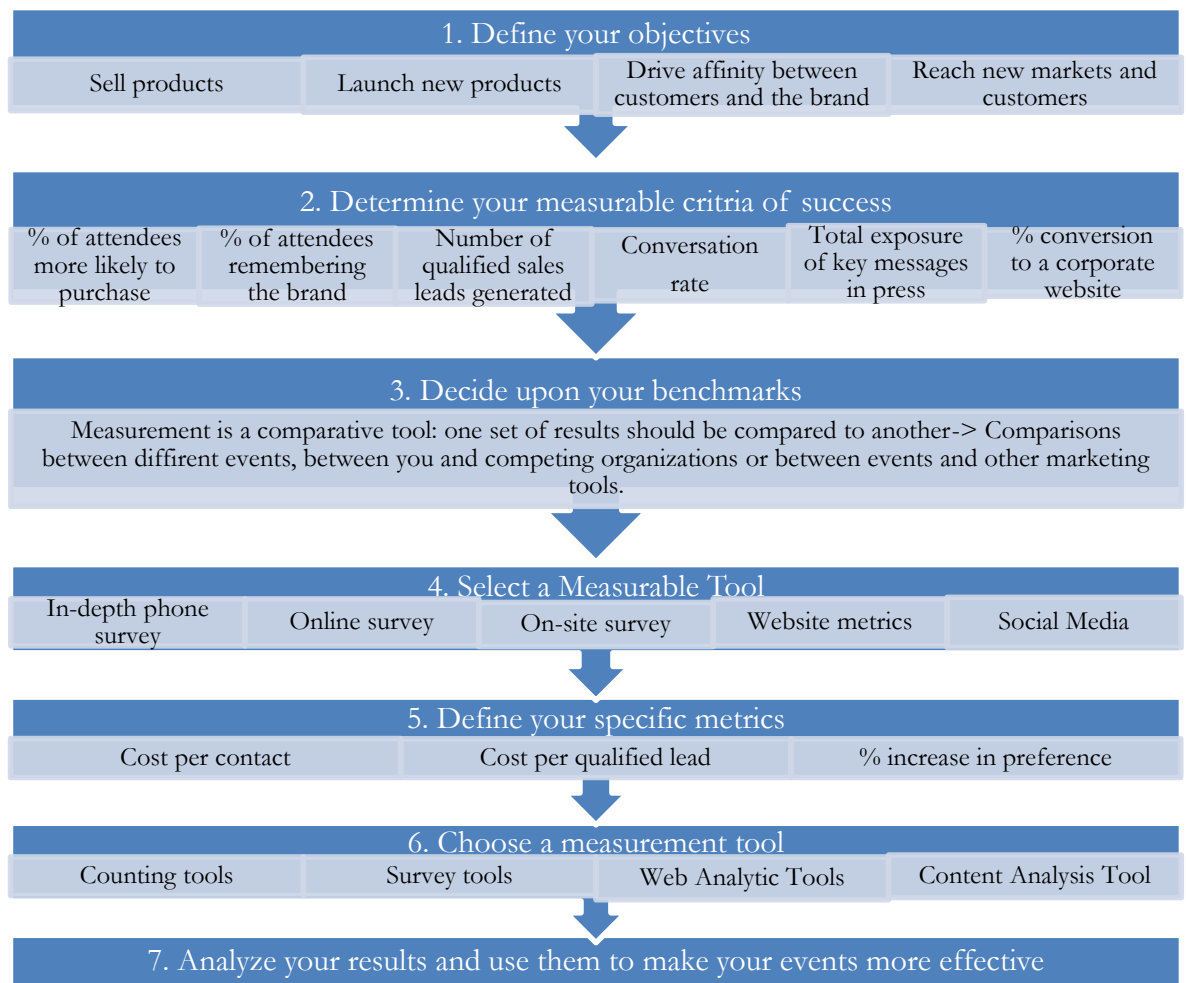 1. Define your objectives
Sell products
Launch new products
Drive affinity between
customers and the brand
Reach new markets and
customers
2. Determine your measurable critria of success
% of attendees
more likely to
purchase
% of attendees
remembering
the brand
Number of
qualified sales
leads generated
Conversation
rate
Total exposure
of key messages
in press
% conversion
to a corporate
website
3. Decide upon your benchmarks
Measurement is a comparative tool: one set of results should be compared to another-> Comparisons
between diffirent events, between you and competing organizations or between events and other marketing
tools.
4. Select a Measurable Tool
In-depth phone
survey
Online survey
On-site survey
Website metrics
Social Media
5. Define your specific metrics
Cost per contact
Cost per qualified lead
% increase in preference
6. Choose a measurement tool
Counting tools
Survey tools
Web Analytic Tools
Content Analysis Tool
7. Analyze your results and use them to make your events more effective